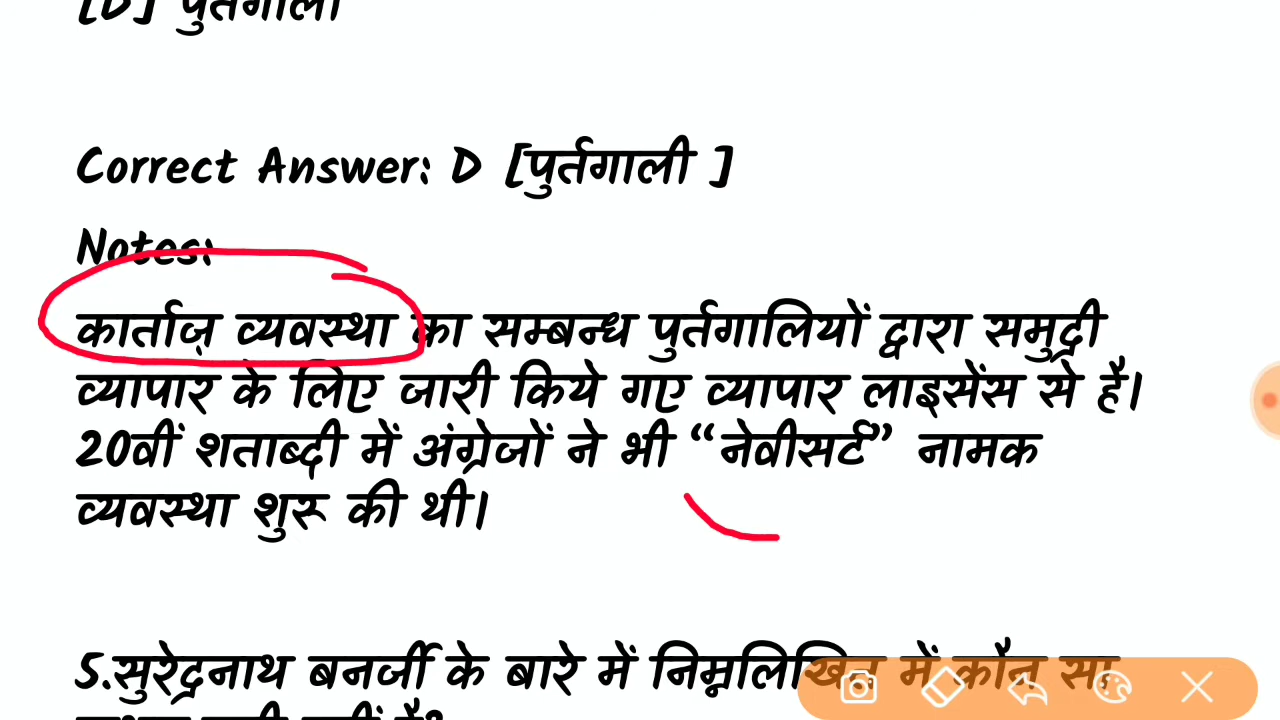 [D] पुर्तगाली
Correct Answer: D [पुर्तगाली ]
Notes:
कार्ताज़ व्यवस्था का सम्बन्ध पुर्तगालियों द्वारा समुद्री
व्यापार के लिए जारी किये गए व्यापार लाइसेंस से है।
20वीं शताब्दी में अंग्रेजों ने भी “नेवीसर्ट” नामक
व्यवस्था शुरू की थी।
5.सुरेद्रनाथ बनर्जी के बारे में निम्नलिखित में कौन सा